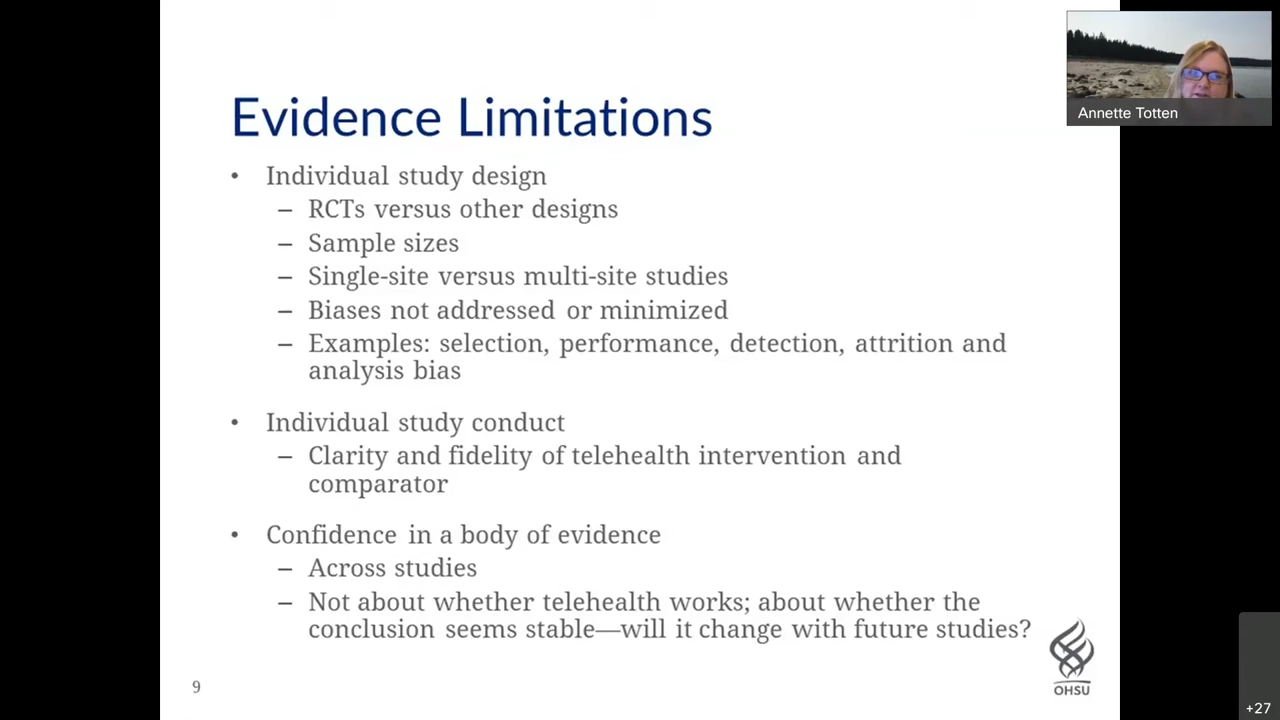 Evidence Limitations
• Individual study design
– RCTs versus other designs
– Sample sizes
– Single-site versus multi-site studies
– Biases not addressed or minimized
– Examples: selection, performance, detection, attrition and
analysis bias
• Individual study conduct
– Clarity and fidelity of telehealth intervention and
comparator
• Confidence in a body of evidence
– Across studies
– Not about whether telehealth works; about whether the
conclusion seems stable—will it change with future studies?
9
OHSU
Annette Totten
+27